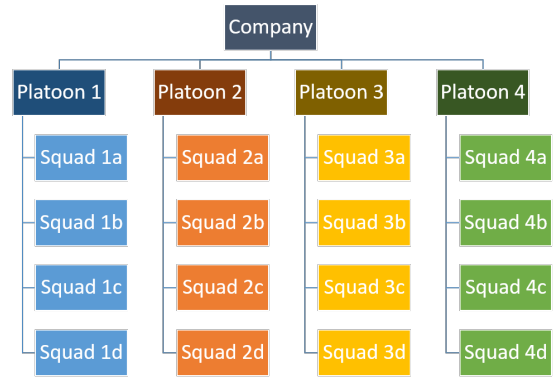 Company
Platoon 1
Platoon 2
Platoon 3
Platoon 4
Squad 1a
Squad 2a
Squad 3a
Squad 4a
Squad 1b
Squad 2b
Squad 3b
Squad 4b
Squad 1c
Squad 2c
Squad 3c
Squad 4c
Squad 1d
Squad 2d
Squad 3d
Squad 4d